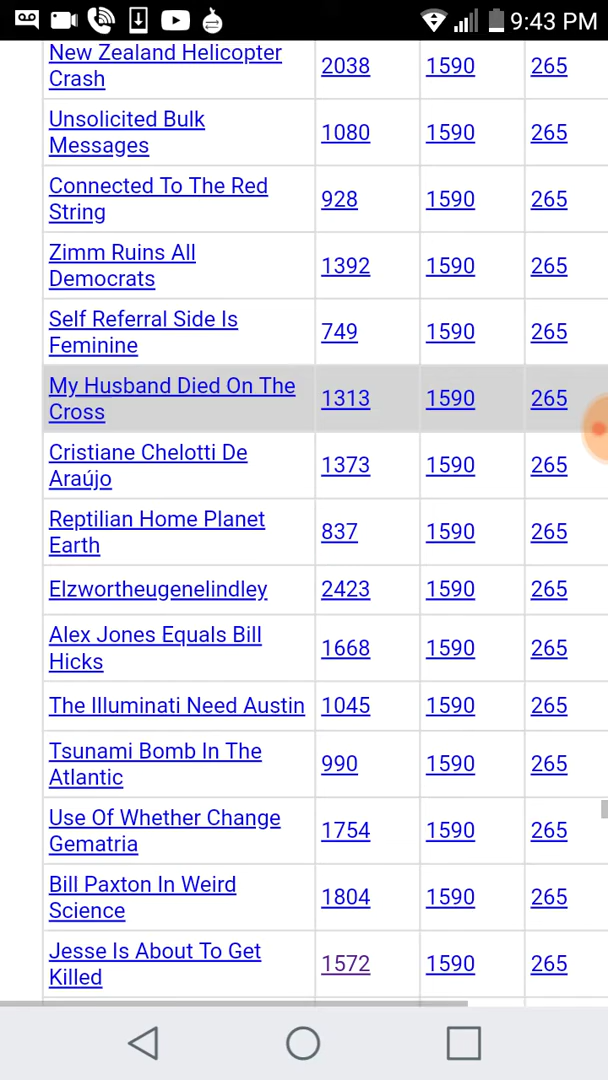 9:43 PM
New Zealand Helicopter
Crash
2038
1590
265
Unsolicited Bulk
Messages
1080
1590
265
Connected To The Red
String
928
1590
265
Zimm Ruins All
Democrats
1392
1590
265
Self Referral Side Is
Feminine
749
1590
265
My Husband Died On The
Cross
1313
1590
265
Cristiane Chelotti De
Araújo
1373
1590
265
Reptilian Home Planet
Earth
837
1590
265
Elzwortheugenelindley
2423
1590
265
Alex Jones Equals Bill
Hicks
1668
1590
265
The Illuminati Need Austin
1045
1590
265
Tsunami Bomb In The
Atlantic
990
1590
265
Use Of Whether Change
Gematria
1754
1590
265
Bill Paxton In Weird
Science
1804
1590
265
Jesse Is About To Get
Killed
1572
1590
265